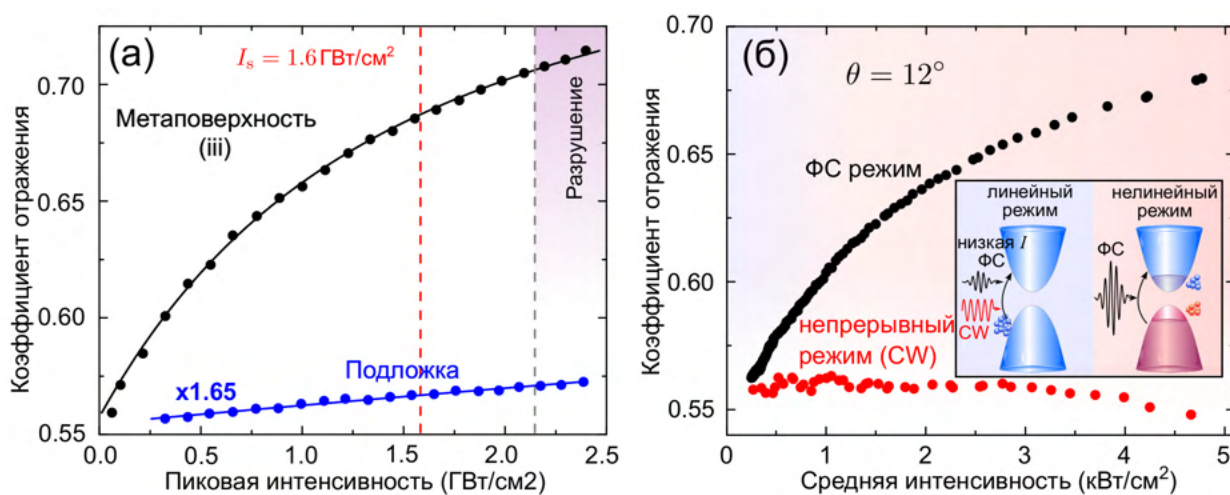 (а)
I_s = 1.6 ГВт/см²
Метаповерхность
(iii)
Разрушение
Подложка
x1.65
Коэффициент отражения
0.70
0.65
0.60
0.55
0.0 0.5 1.0 1.5 2.0 2.5
Пиковая интенсивность (ГВт/см2)
(б)
θ = 12°
ФС режим
непрерывный
режим (CW)
линейный
режим
нелинейный
режим
низкая I
ФС
CW
ФС
Коэффициент отражения
0.70
0.65
0.60
0.55
0 1 2 3 4 5
Средняя интенсивность (кВт/см²)